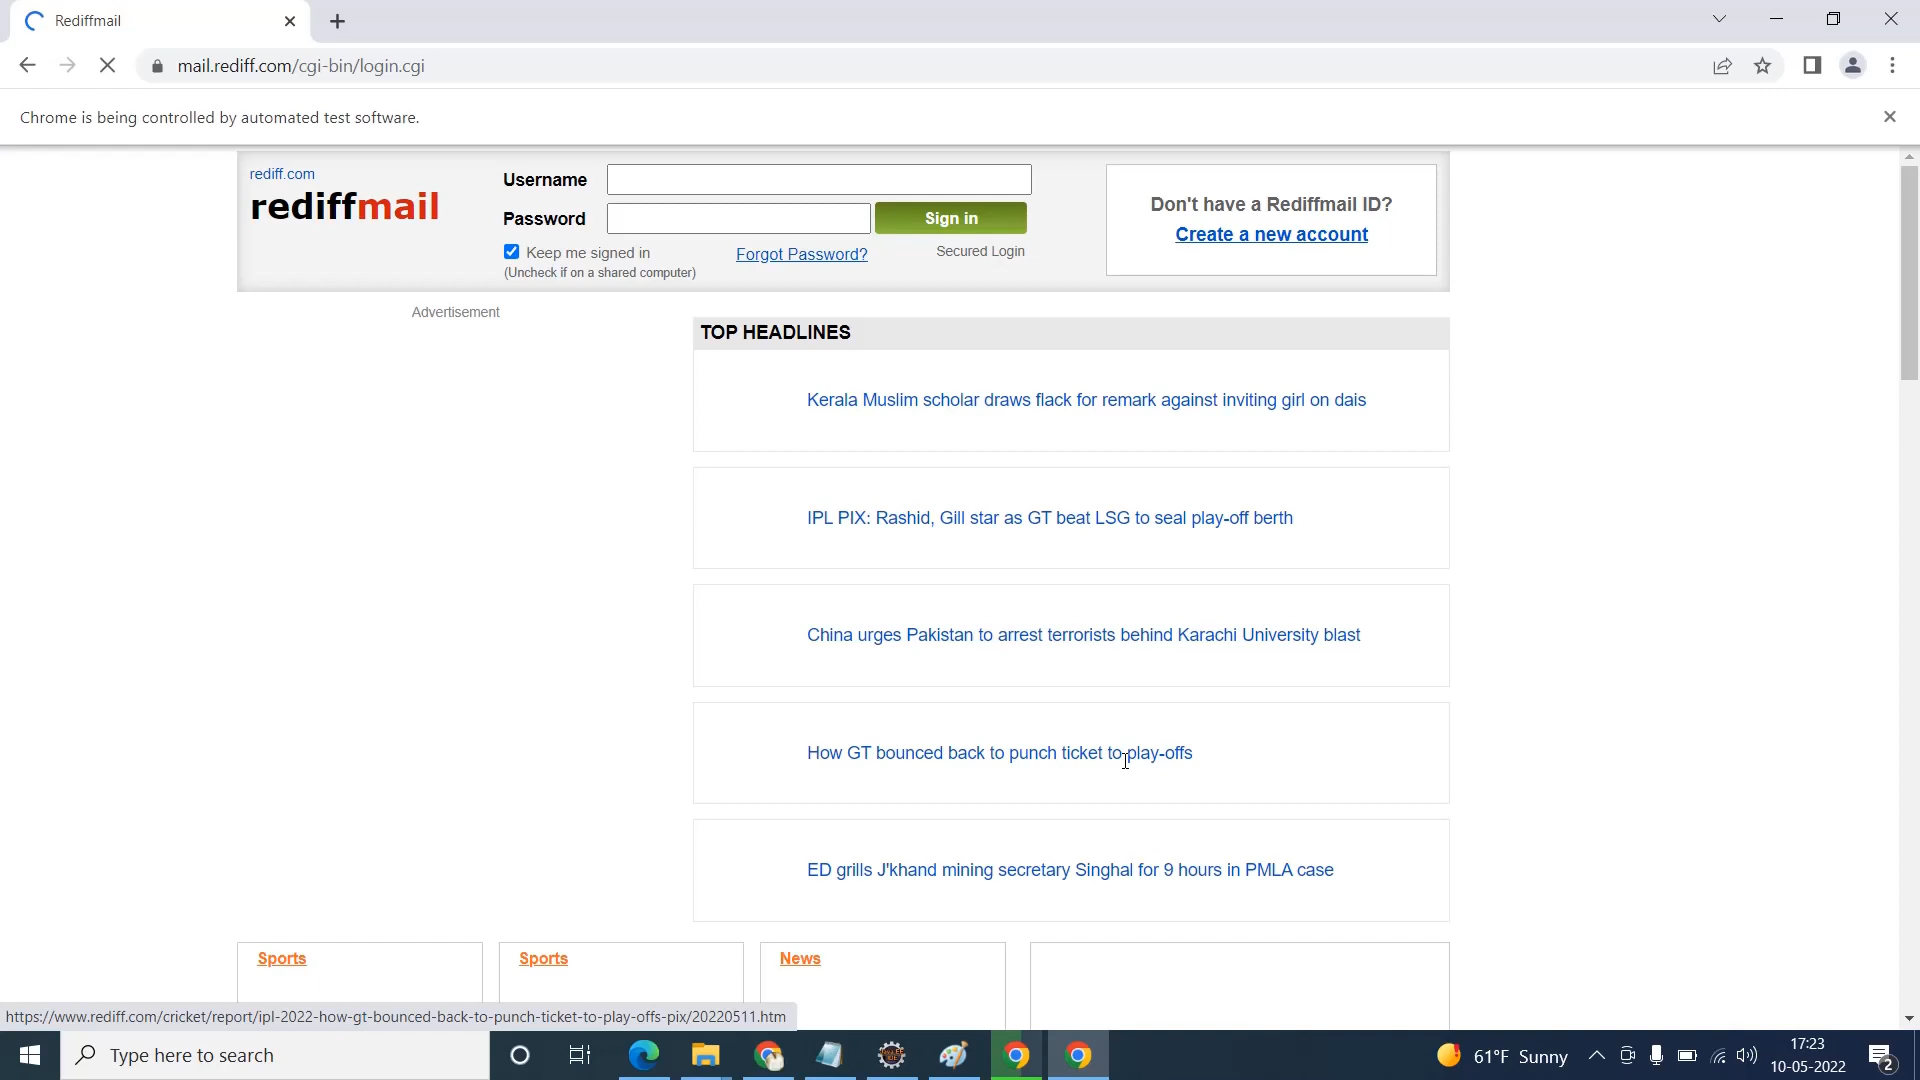 Rediffmail
mail.rediff.com/cgi-bin/login.cgi
Chrome is being controlled by automated test software.
rediff.com
rediffmail
Username
Password
Sign in
Keep me signed in
(Uncheck if on a shared computer)
Forgot Password?
Secured Login
Don't have a Rediffmail ID?
Create a new account
Advertisement
TOP HEADLINES
Kerala Muslim scholar draws flack for remark against inviting girl on dais
IPL PIX: Rashid, Gill star as GT beat LSG to seal play-off berth
China urges Pakistan to arrest terrorists behind Karachi University blast
How GT bounced back to punch ticket to play-offs
ED grills J'khand mining secretary Singhal for 9 hours in PMLA case
Sports
Sports
News
https://www.rediff.com/cricket/report/ipl-2022-how-gt-bounced-back-to-punch-ticket-to-play-offs-pix/20220511.htm
Type here to search
61°F Sunny
17:23
10-05-2022
2